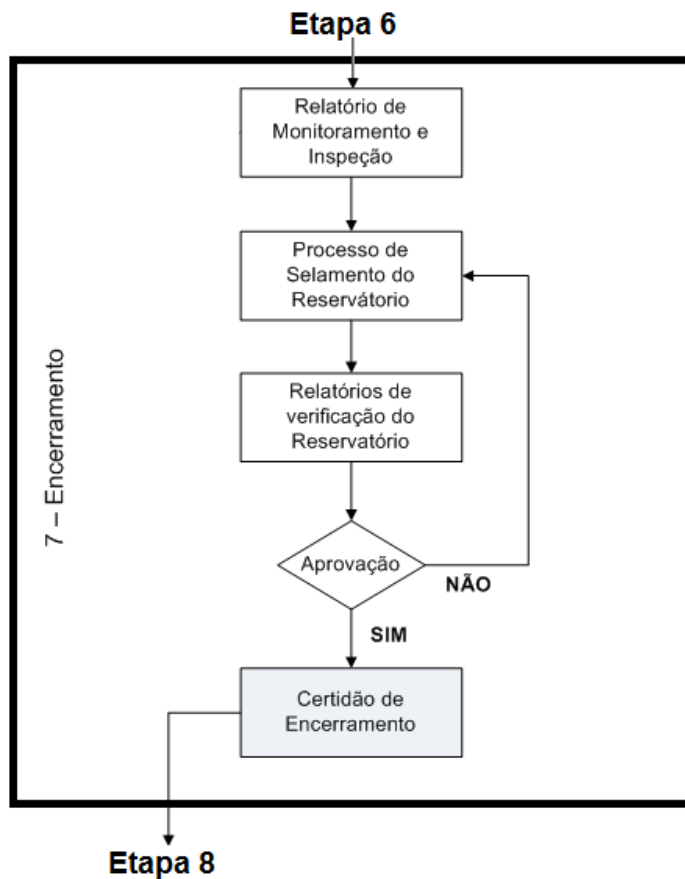 Etapa 6
Relatório de
Monitoramento e
Inspeção
Processo de
Selamento do
Reservátorio
7 – Encerramento
Relatórios de
verificação do
Reservatório
Aprovação
NÃO
SIM
Certidão de
Encerramento
Etapa 8